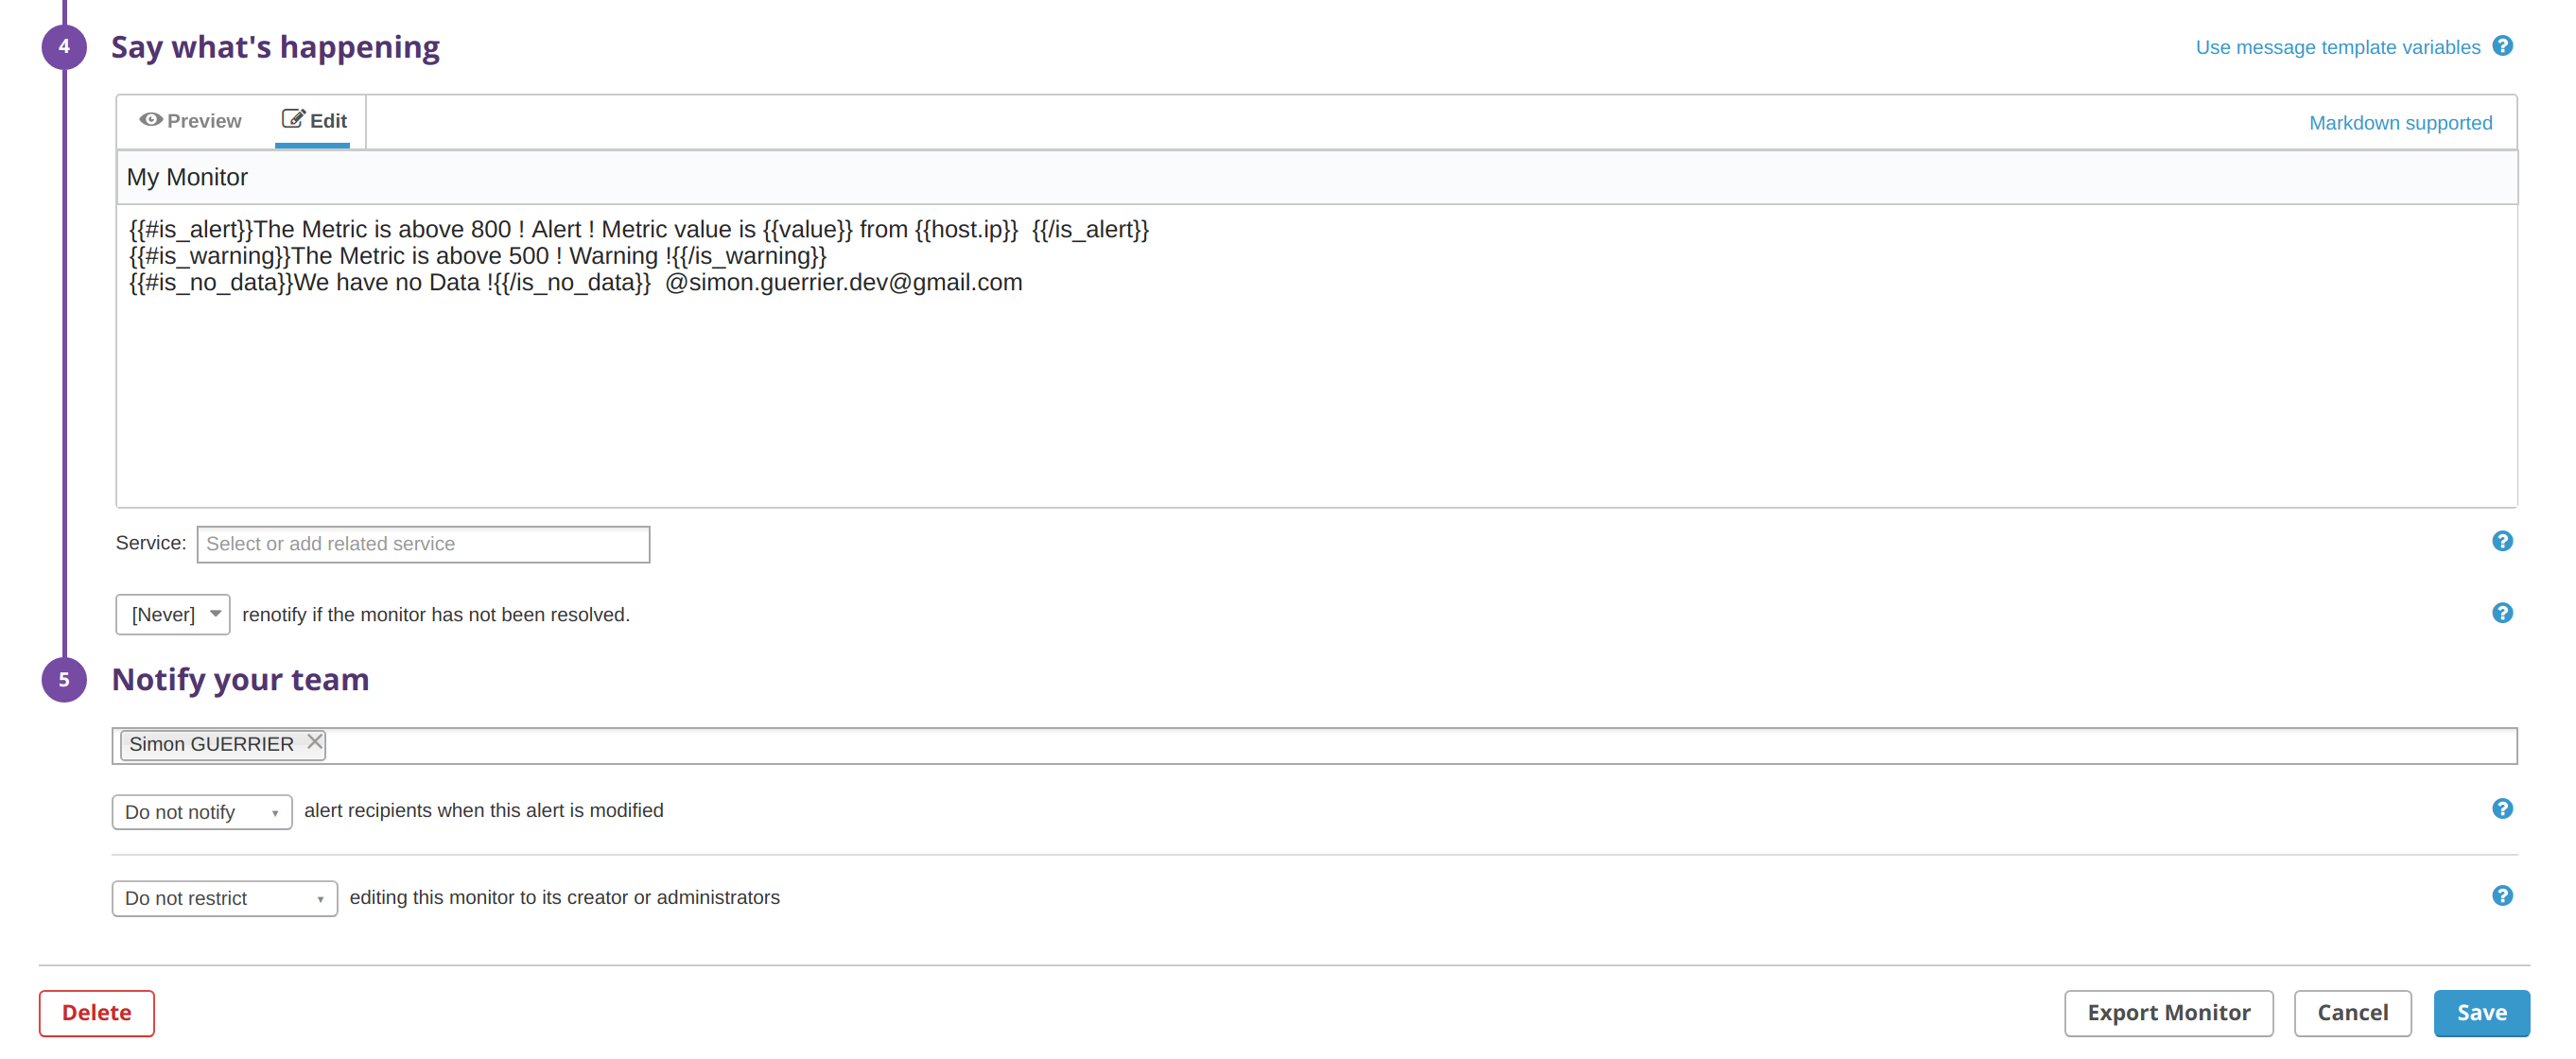 4 Say what's happening Use message template variables ?
Preview Edit Markdown supported
My Monitor
{{#is_alert}}The Metric is above 800 ! Alert ! Metric value is {{value}} from {{host.ip}}  {{/is_alert}}
{{#is_warning}}The Metric is above 500 ! Warning !{{/is_warning}}
{{#is_no_data}}We have no Data !{{/is_no_data}}  @simon.guerrier.dev@gmail.com
Service: Select or add related service ?
[Never] renotify if the monitor has not been resolved. ?
5 Notify your team
Simon GUERRIER
Do not notify alert recipients when this alert is modified ?
Do not restrict editing this monitor to its creator or administrators ?
Delete Export Monitor Cancel Save